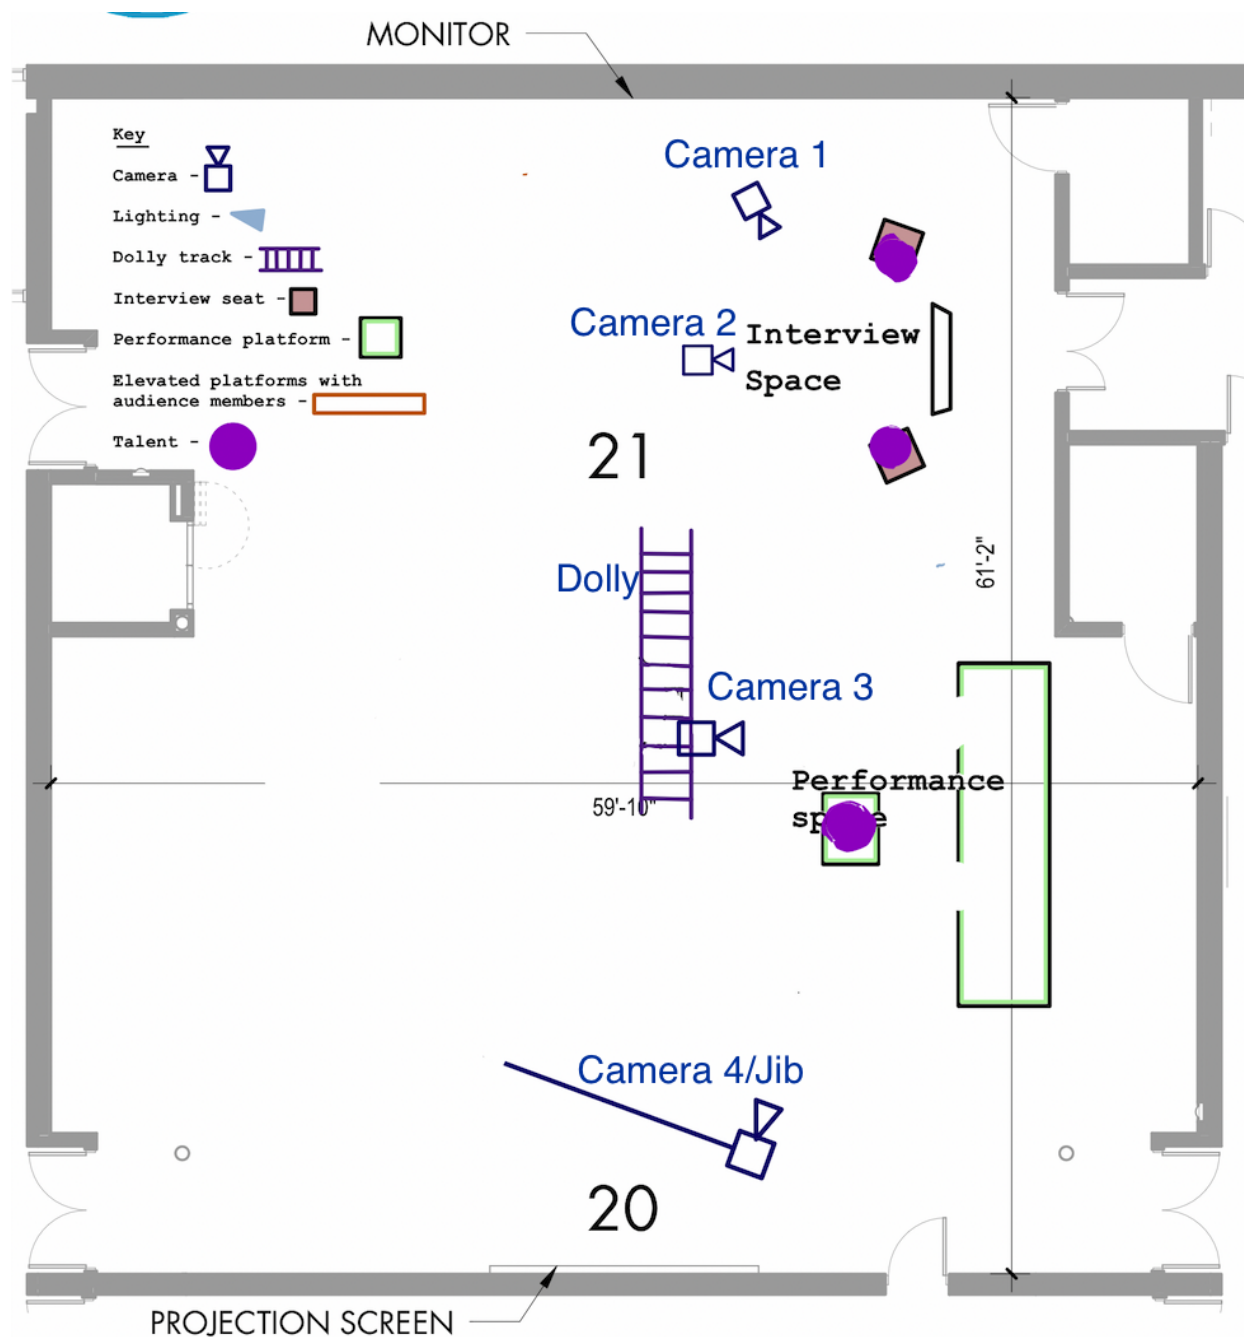 MONITOR
Key
Camera -
Lighting -
Dolly track -
Interview seat -
Performance platform -
Elevated platforms with
audience members -
Talent -
Camera 1
Camera 2
Interview
Space
21
Dolly
61'-2"
Camera 3
Performance
space
59'-10"
Camera 4/Jib
20
PROJECTION SCREEN